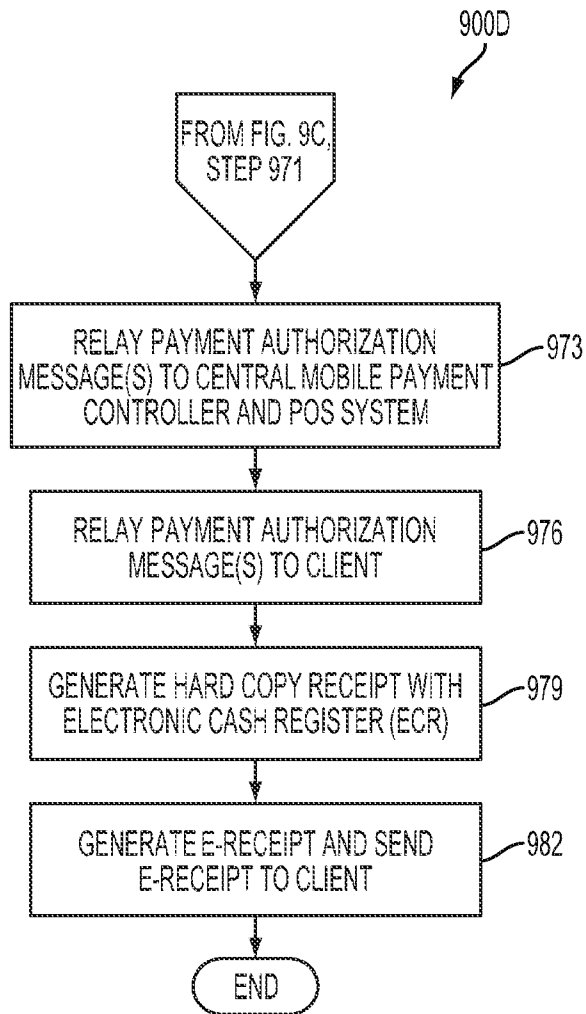 900D
FROM FIG. 9C,
STEP 971
RELAY PAYMENT AUTHORIZATION
MESSAGE(S) TO CENTRAL MOBILE PAYMENT
CONTROLLER AND POS SYSTEM
973
RELAY PAYMENT AUTHORIZATION
MESSAGE(S) TO CLIENT
976
GENERATE HARD COPY RECEIPT WITH
ELECTRONIC CASH REGISTER (ECR)
979
GENERATE E-RECEIPT AND SEND
E-RECEIPT TO CLIENT
982
END